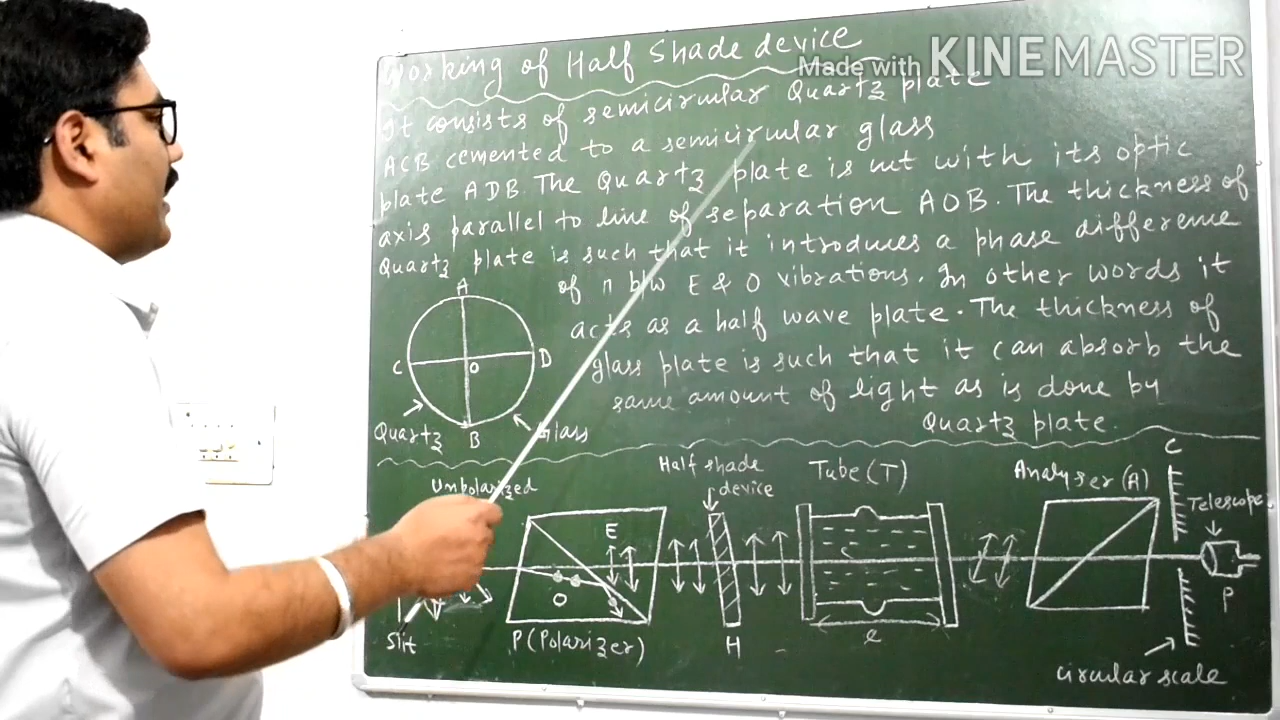 Working of Half Shade device
Made with KINEMASTER
It consists of semicircular Quartz plate
ACB cemented to a semicircular glass
plate ADB. The Quartz plate is cut with its optic
axis parallel to line of separation AOB. The thickness of
Quartz plate is such that it introduces a phase difference
of π b/w E & O vibrations. In other words it
acts as a half wave plate. The thickness of
glass plate is such that it can absorb the
same amount of light as is done by
Quartz plate.
A
C
O
D
B
Quartz
Glass
Unpolarized
Half shade
device
Tube (T)
Analyser (A)
C
Telescope
E
O
P
Slit
P (Polarizer)
H
l
circular scale